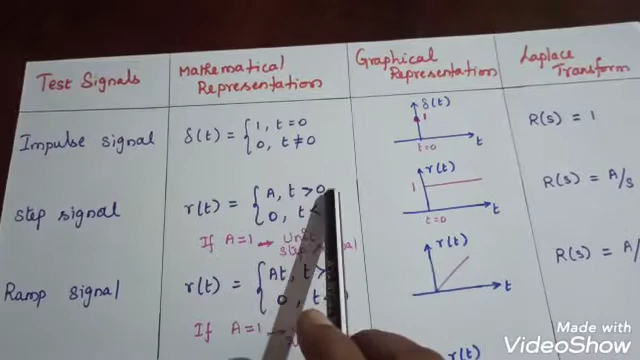 Test Signals
Mathematical Representation
Graphical Representation
Laplace Transform
Impulse signal
δ(t) = { 1, t=0
0, t≠0
δ(t)
1
t=0
t
R(s) = 1
Step signal
r(t) = { A, t>0
0, t<
If A=1 → Unit
r(t)
1
t=0
t
R(s) = A/s
Ramp signal
r(t) = { At, t>
0, t<
If A=1
r(t)
t
R(s) = A/
r(t)
Made with
VideoShow